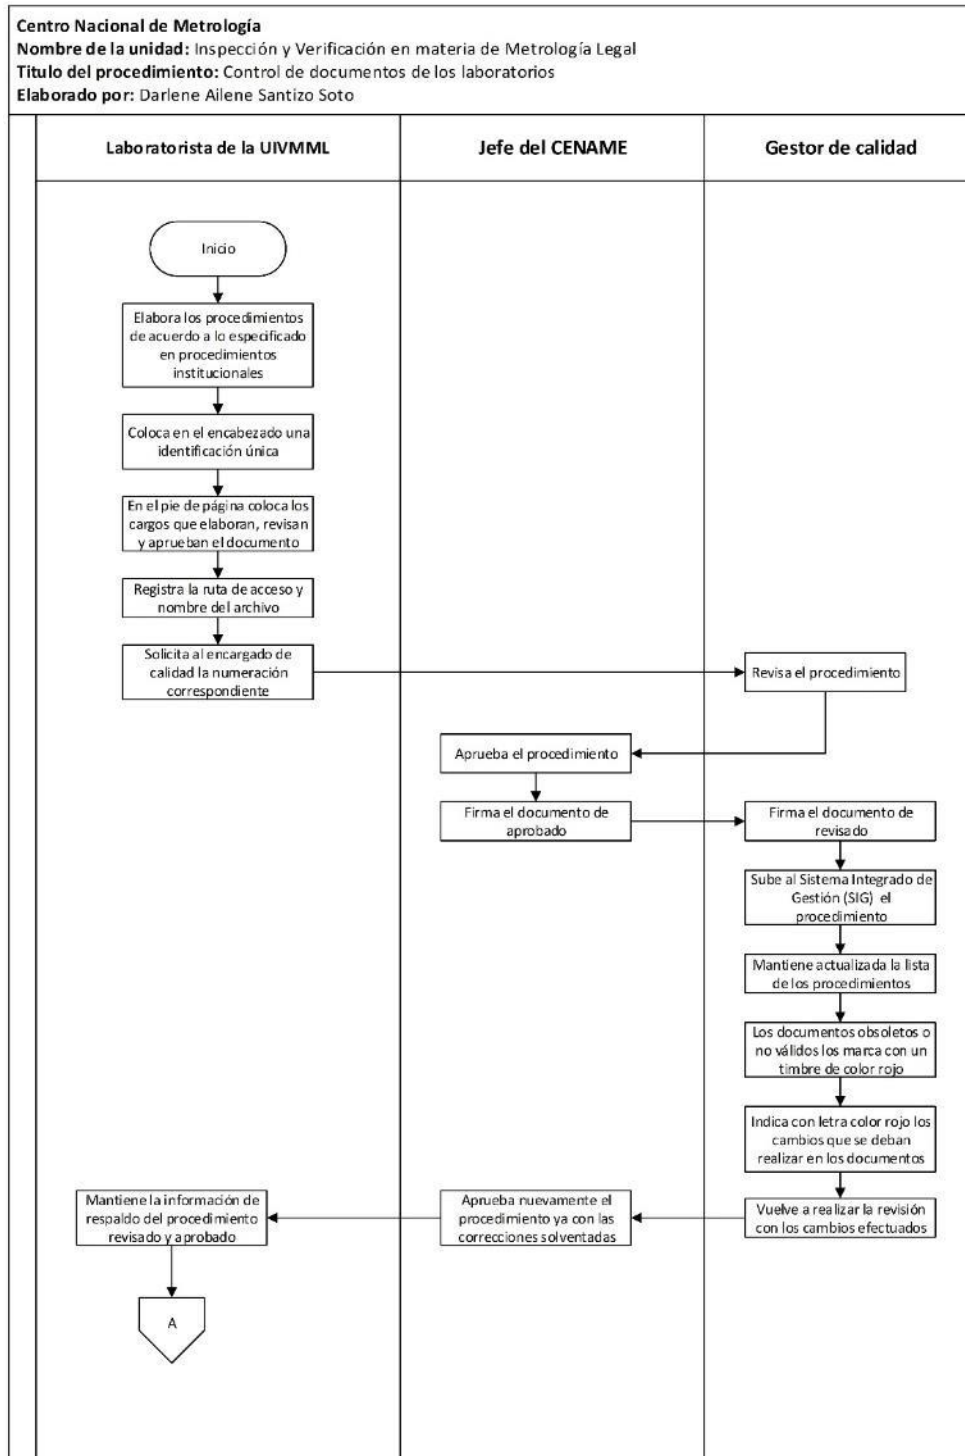 Centro Nacional de Metrología
Nombre de la unidad: Inspección y Verificación en materia de Metrología Legal
Titulo del procedimiento: Control de documentos de los laboratorios
Elaborado por: Darlene Ailene Santizo Soto
Laboratorista de la UIVMML
Jefe del CENAME
Gestor de calidad
Inicio
Elabora los procedimientos
de acuerdo a lo especificado
en procedimientos
institucionales
Coloca en el encabezado una
identificación única
En el pie de página coloca los
cargos que elaboran, revisan
y aprueban el documento
Registra la ruta de acceso y
nombre del archivo
Solicita al encargado de
calidad la numeración
correspondiente
Revisa el procedimiento
Aprueba el procedimiento
Firma el documento de
aprobado
Firma el documento de
revisado
Sube al Sistema Integrado de
Gestión (SIG) el
procedimiento
Mantiene actualizada la lista
de los procedimientos
Los documentos obsoletos o
no válidos los marca con un
timbre de color rojo
Indica con letra color rojo los
cambios que se deban
realizar en los documentos
Vuelve a realizar la revisión
con los cambios efectuados
Aprueba nuevamente el
procedimiento ya con las
correcciones solventadas
Mantiene la información de
respaldo del procedimiento
revisado y aprobado
A